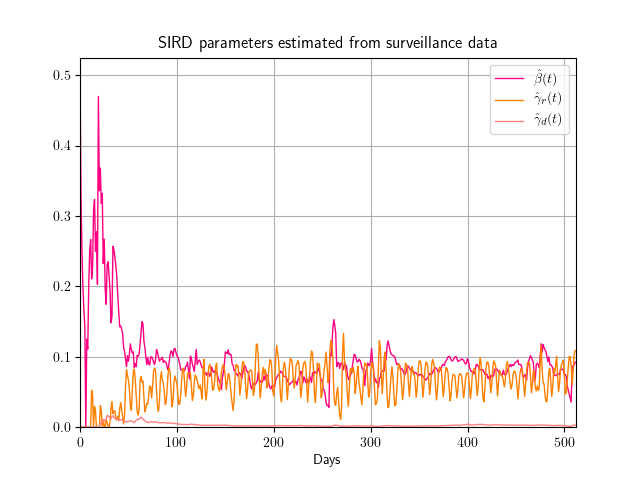 SIRD parameters estimated from surveillance data
0.5
0.4
0.3
0.2
0.1
0.0
0 100 200 300 400 500
Days
β̂(t)
γ̂r(t)
γ̂d(t)